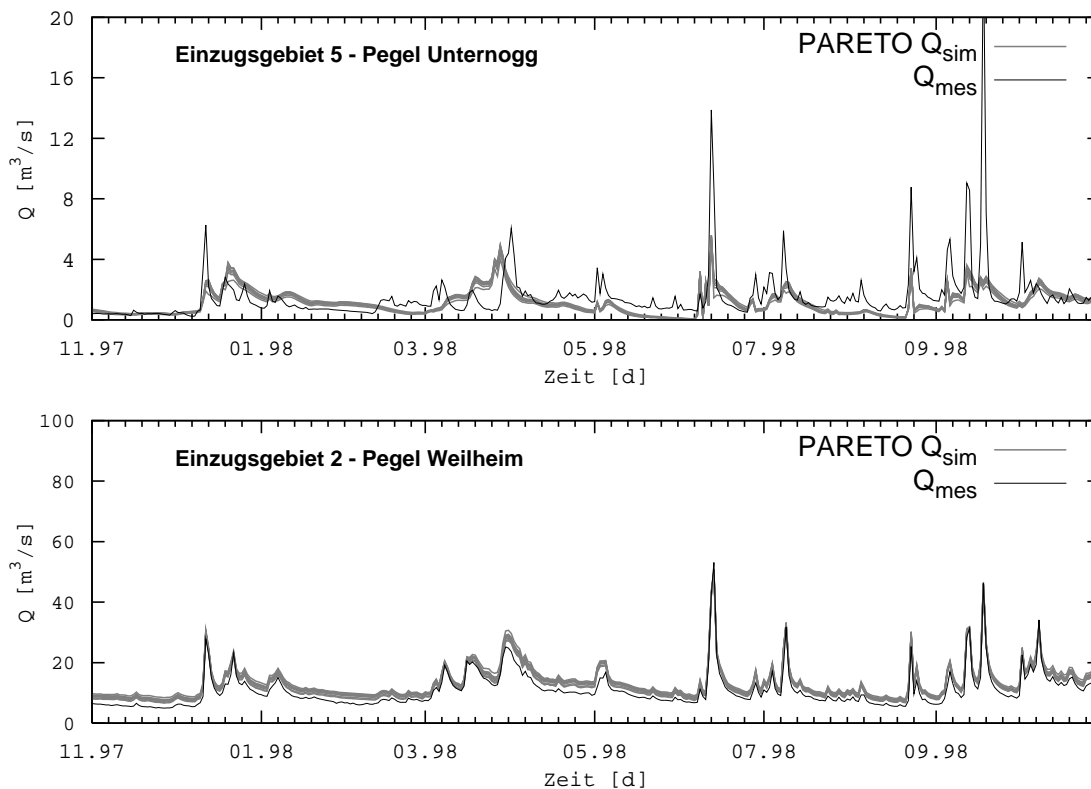 20
16
12
8
4
0
Q [m³/s]
Einzugsgebiet 5 - Pegel Unternogg
PARETO Q_sim
Q_mes
11.97 01.98 03.98 05.98 07.98 09.98
Zeit [d]
100
80
60
40
20
0
Q [m³/s]
Einzugsgebiet 2 - Pegel Weilheim
PARETO Q_sim
Q_mes
11.97 01.98 03.98 05.98 07.98 09.98
Zeit [d]